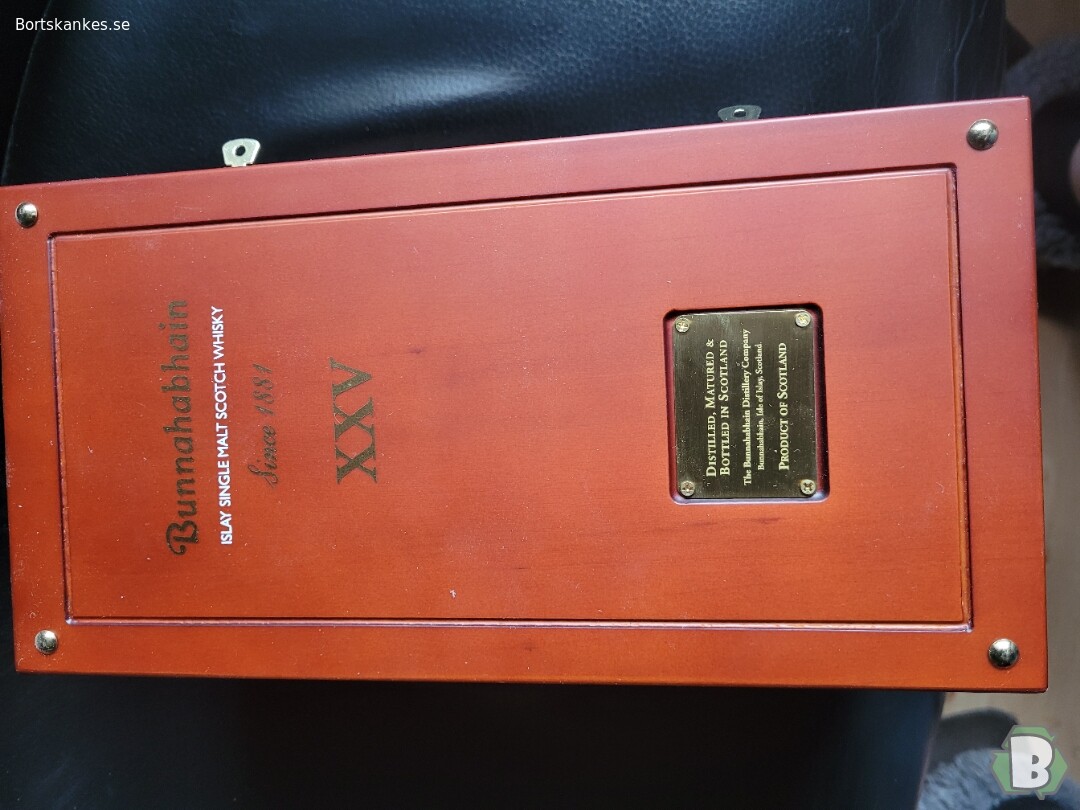 Bortskankes.se
Bunnahabhain
ISLAY SINGLE MALT SCOTCH WHISKY
Since 1881
XXV
DISTILLED, MATURED &
BOTTLED IN SCOTLAND
The Bunnahabhain Distillery Company
Bunnahabhain, Isle of Islay, Scotland.
PRODUCT OF SCOTLAND
B